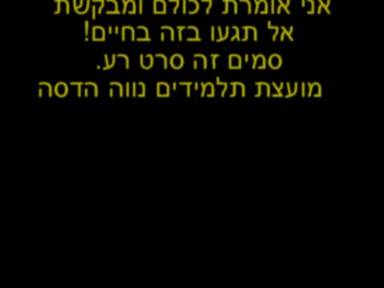 אני אומרת לכולם ומבקשת
אל תגעו בזה בחיים!
סמים זה סרט רע.
מועצת תלמידים נווה הדסה